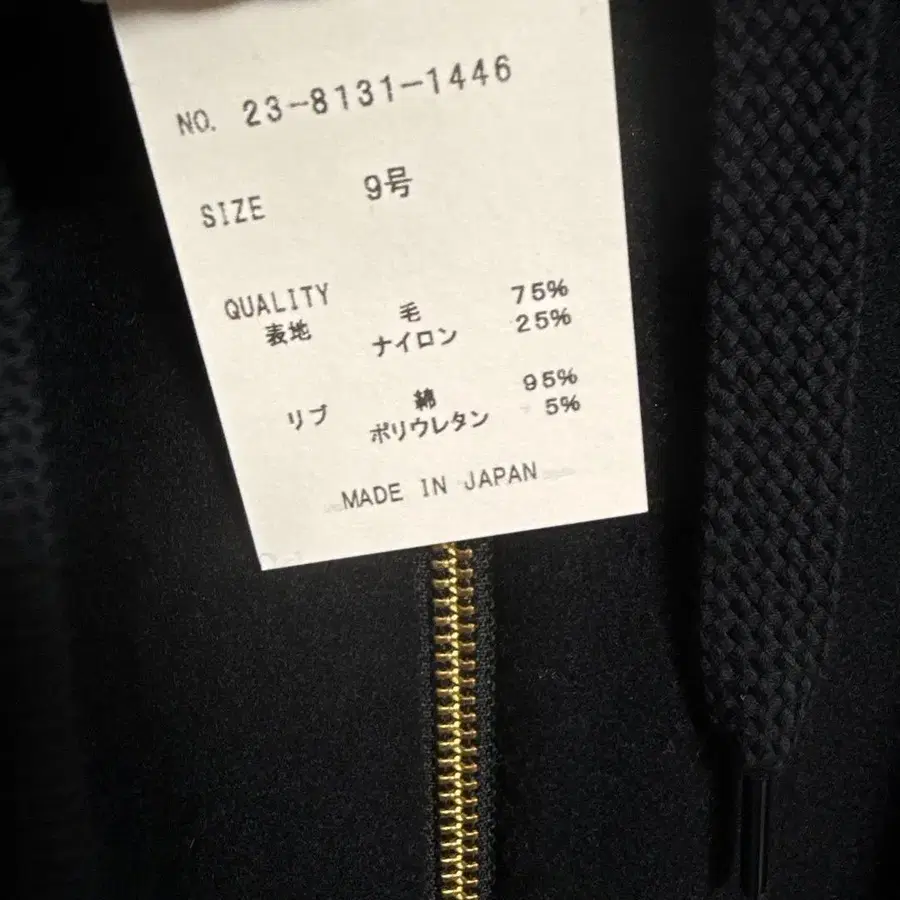 NO. 23-8131-1446
SIZE 9号
QUALITY
表地 毛 75%
ナイロン 25%
リブ 綿 95%
ポリウレタン 5%
MADE IN JAPAN